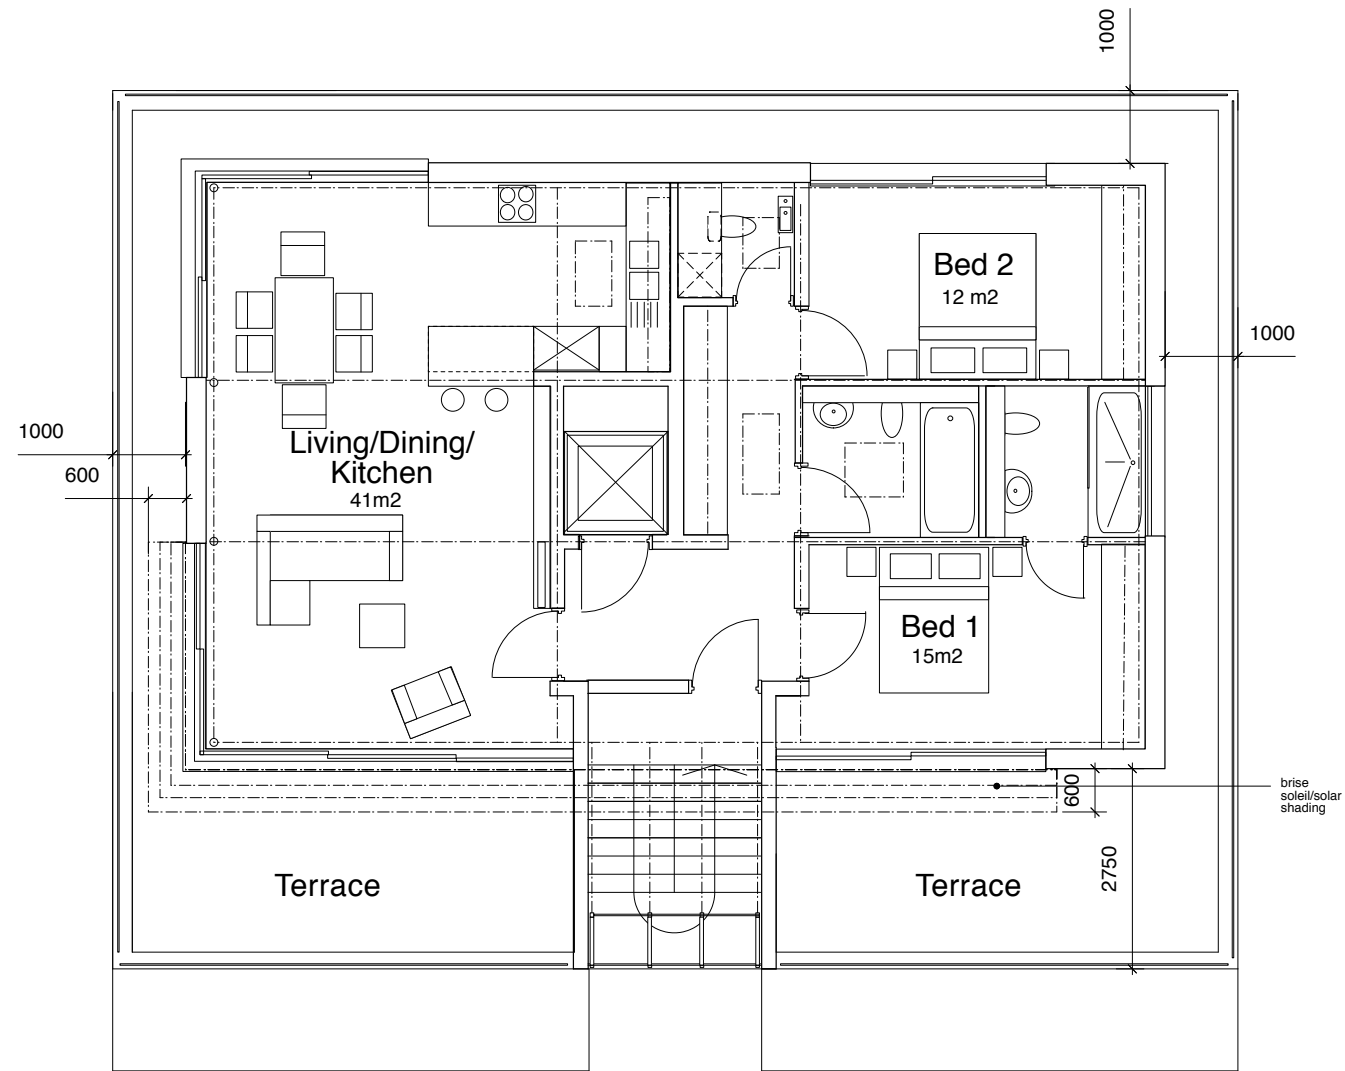 1000
Bed 2
12 m2
1000
1000
600
Living/Dining/
Kitchen
41m2
Bed 1
15m2
600
brise
soleil/solar
shading
2750
Terrace
Terrace